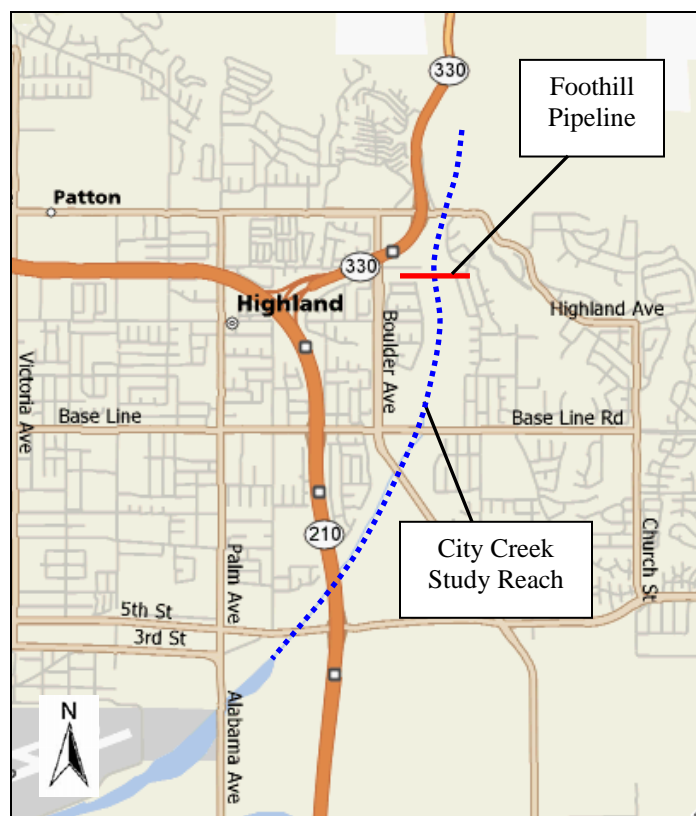 330
Foothill
Pipeline
Patton
330
Highland
Highland Ave
Boulder Ave
Victoria Ave
Base Line
Base Line Rd
City Creek
Study Reach
210
Church St
Palm Ave
5th St
3rd St
Alabama Ave
N